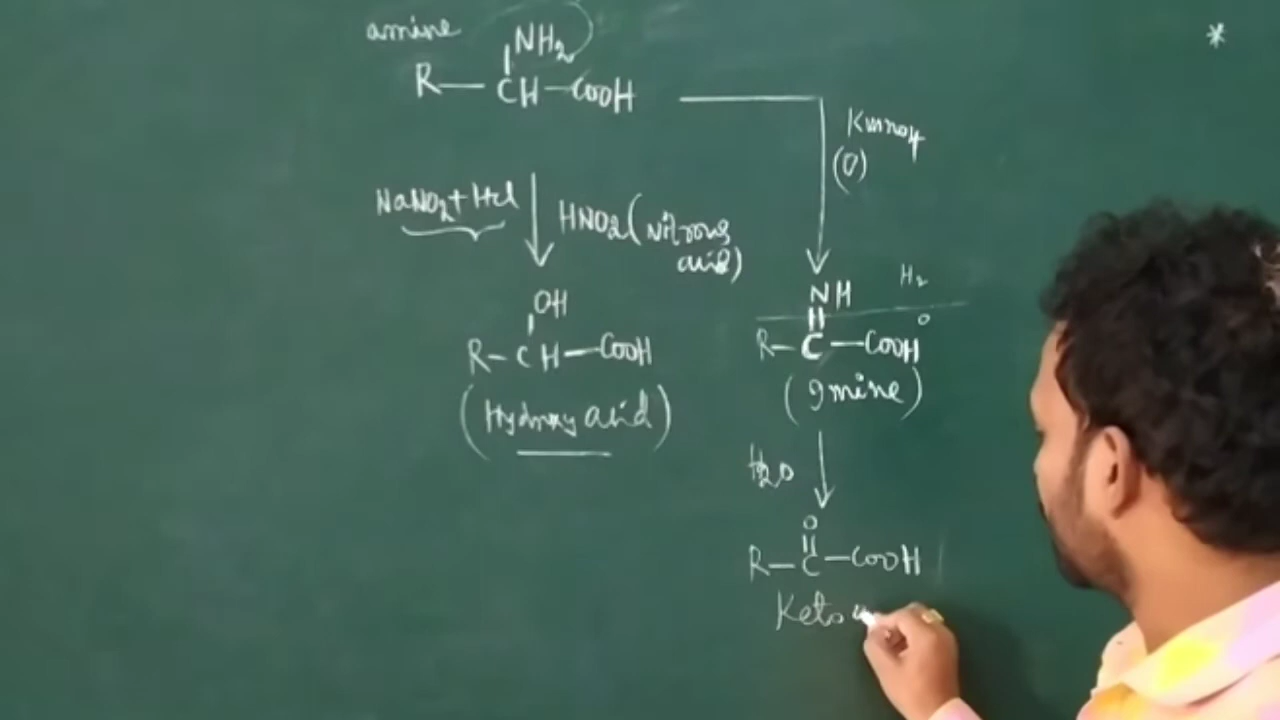 amine
NH₂
R—CH—COOH
*
Kmno4
(O)
NaNO₂+Hcl
HNO2 (Nitrous
acid)
OH
R—CH—COOH
(Hydroxy acid)
NH
H₂
O
R—C—COOH
(Imine)
H₂O
O
R—C—COOH
Keto